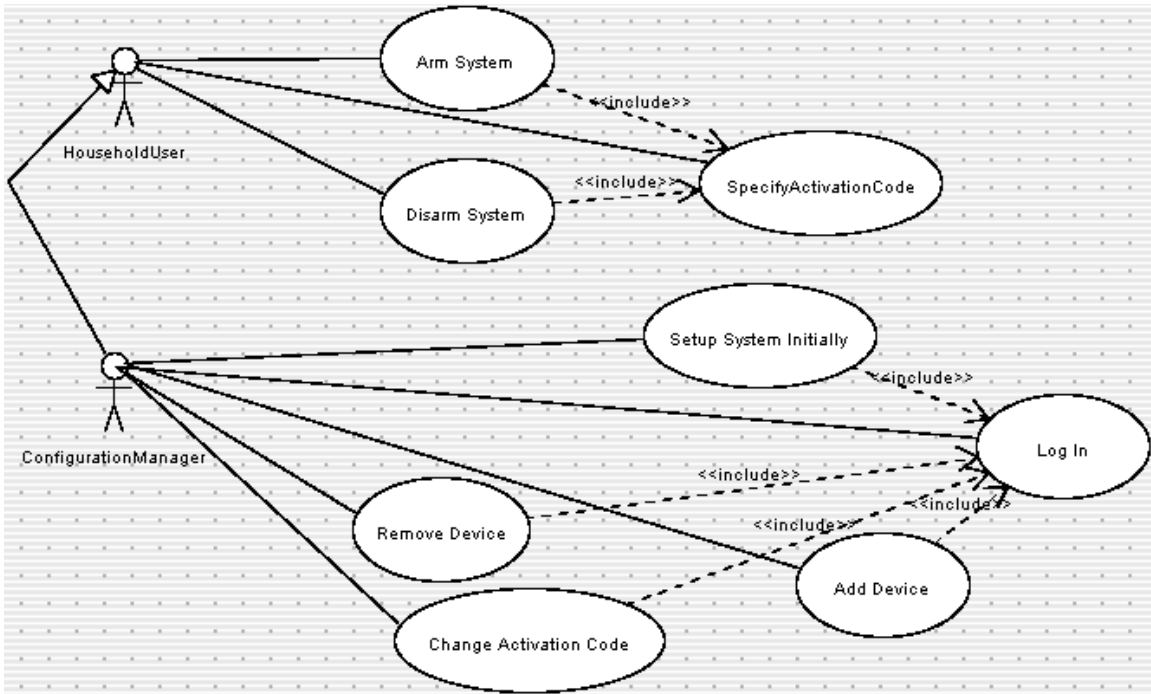 Arm System
<<include>>
HouseholdUser
<<include>>
SpecifyActivationCode
Disarm System
Setup System Initially
<<include>>
ConfigurationManager
Log In
<<include>>
<<include>>
<<include>>
Remove Device
Add Device
Change Activation Code